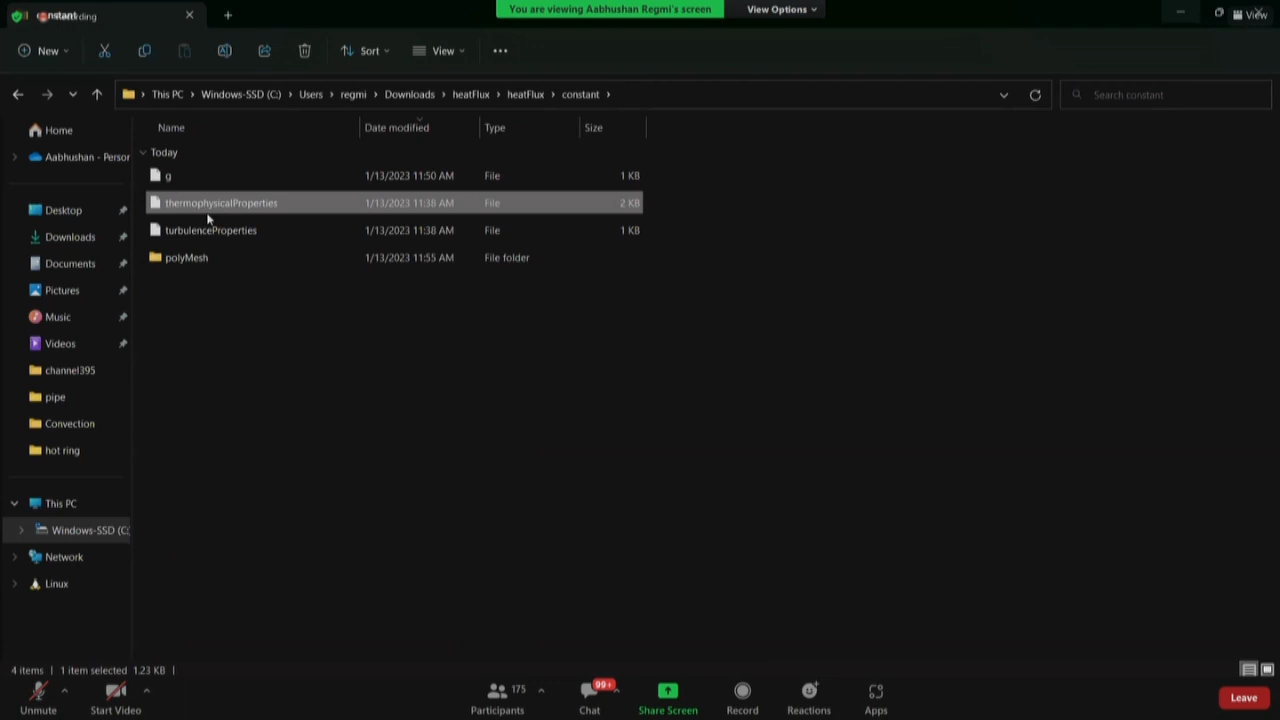 You are viewing Aabhushan Regmi's screen
View Options
View
New
Sort
View
This PC > Windows-SSD (C:) > Users > regmi > Downloads > heatFlux > heatFlux > constant >
Search constant
Name
Date modified
Type
Size
Today
g 1/13/2023 11:50 AM File 1 KB
thermophysicalProperties 1/13/2023 11:38 AM File 2 KB
turbulenceProperties 1/13/2023 11:38 AM File 1 KB
polyMesh 1/13/2023 11:55 AM File folder
Home
Aabhushan - Person
Desktop
Downloads
Documents
Pictures
Music
Videos
channel395
pipe
Convection
hot ring
This PC
Windows-SSD (C:
Network
Linux
4 items | 1 item selected 1.23 KB |
Unmute
Start Video
175
Participants
99+
Chat
Share Screen
Record
Reactions
Apps
Leave